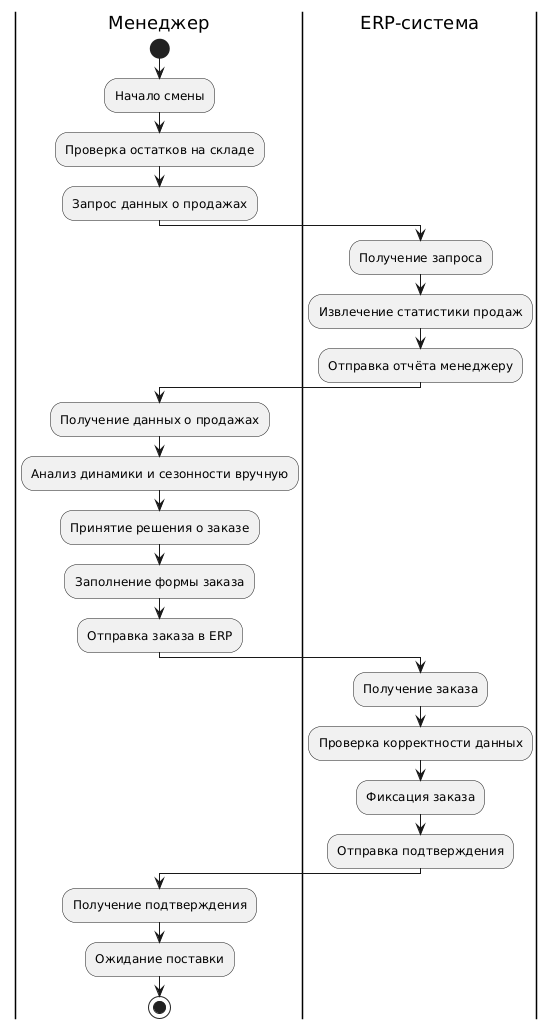 Менеджер
ERP-система
Начало смены
Проверка остатков на складе
Запрос данных о продажах
Получение запроса
Извлечение статистики продаж
Отправка отчёта менеджеру
Получение данных о продажах
Анализ динамики и сезонности вручную
Принятие решения о заказе
Заполнение формы заказа
Отправка заказа в ERP
Получение заказа
Проверка корректности данных
Фиксация заказа
Отправка подтверждения
Получение подтверждения
Ожидание поставки